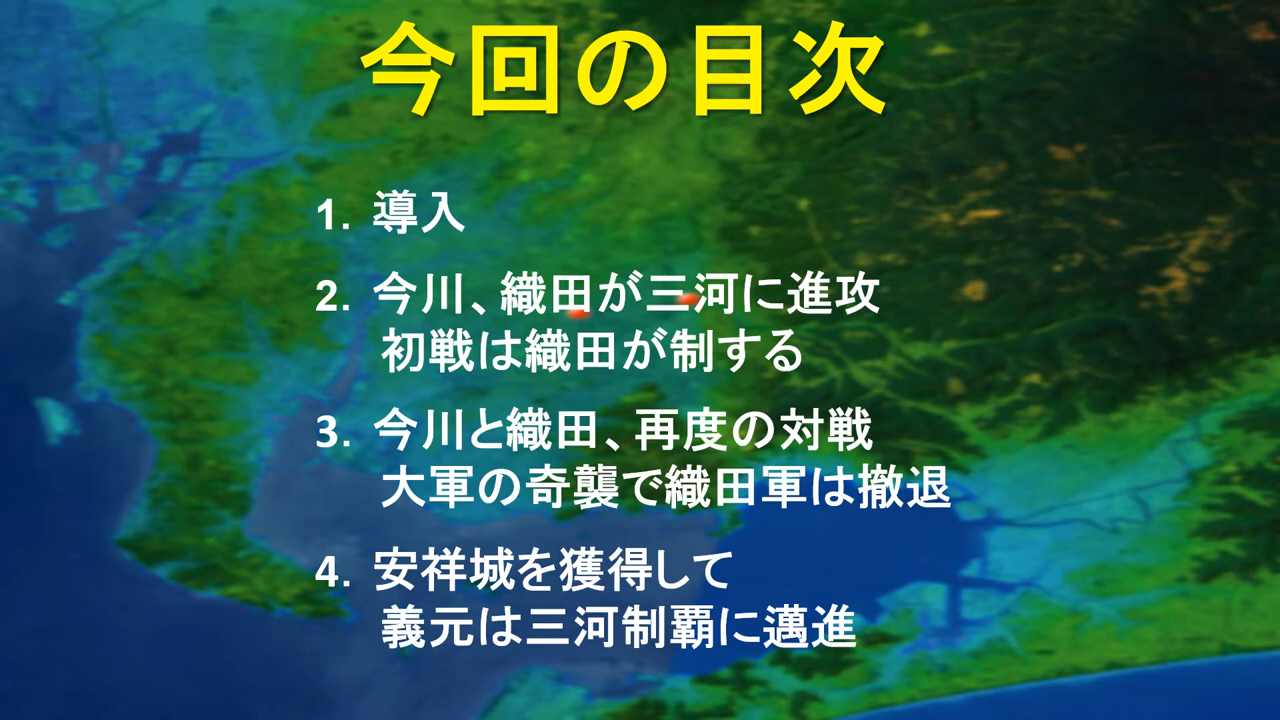 今回の目次
1. 導入
2. 今川、織田が三河に進攻
初戦は織田が制する
3. 今川と織田、再度の対戦
大軍の奇襲で織田軍は撤退
4. 安祥城を獲得して
義元は三河制覇に邁進